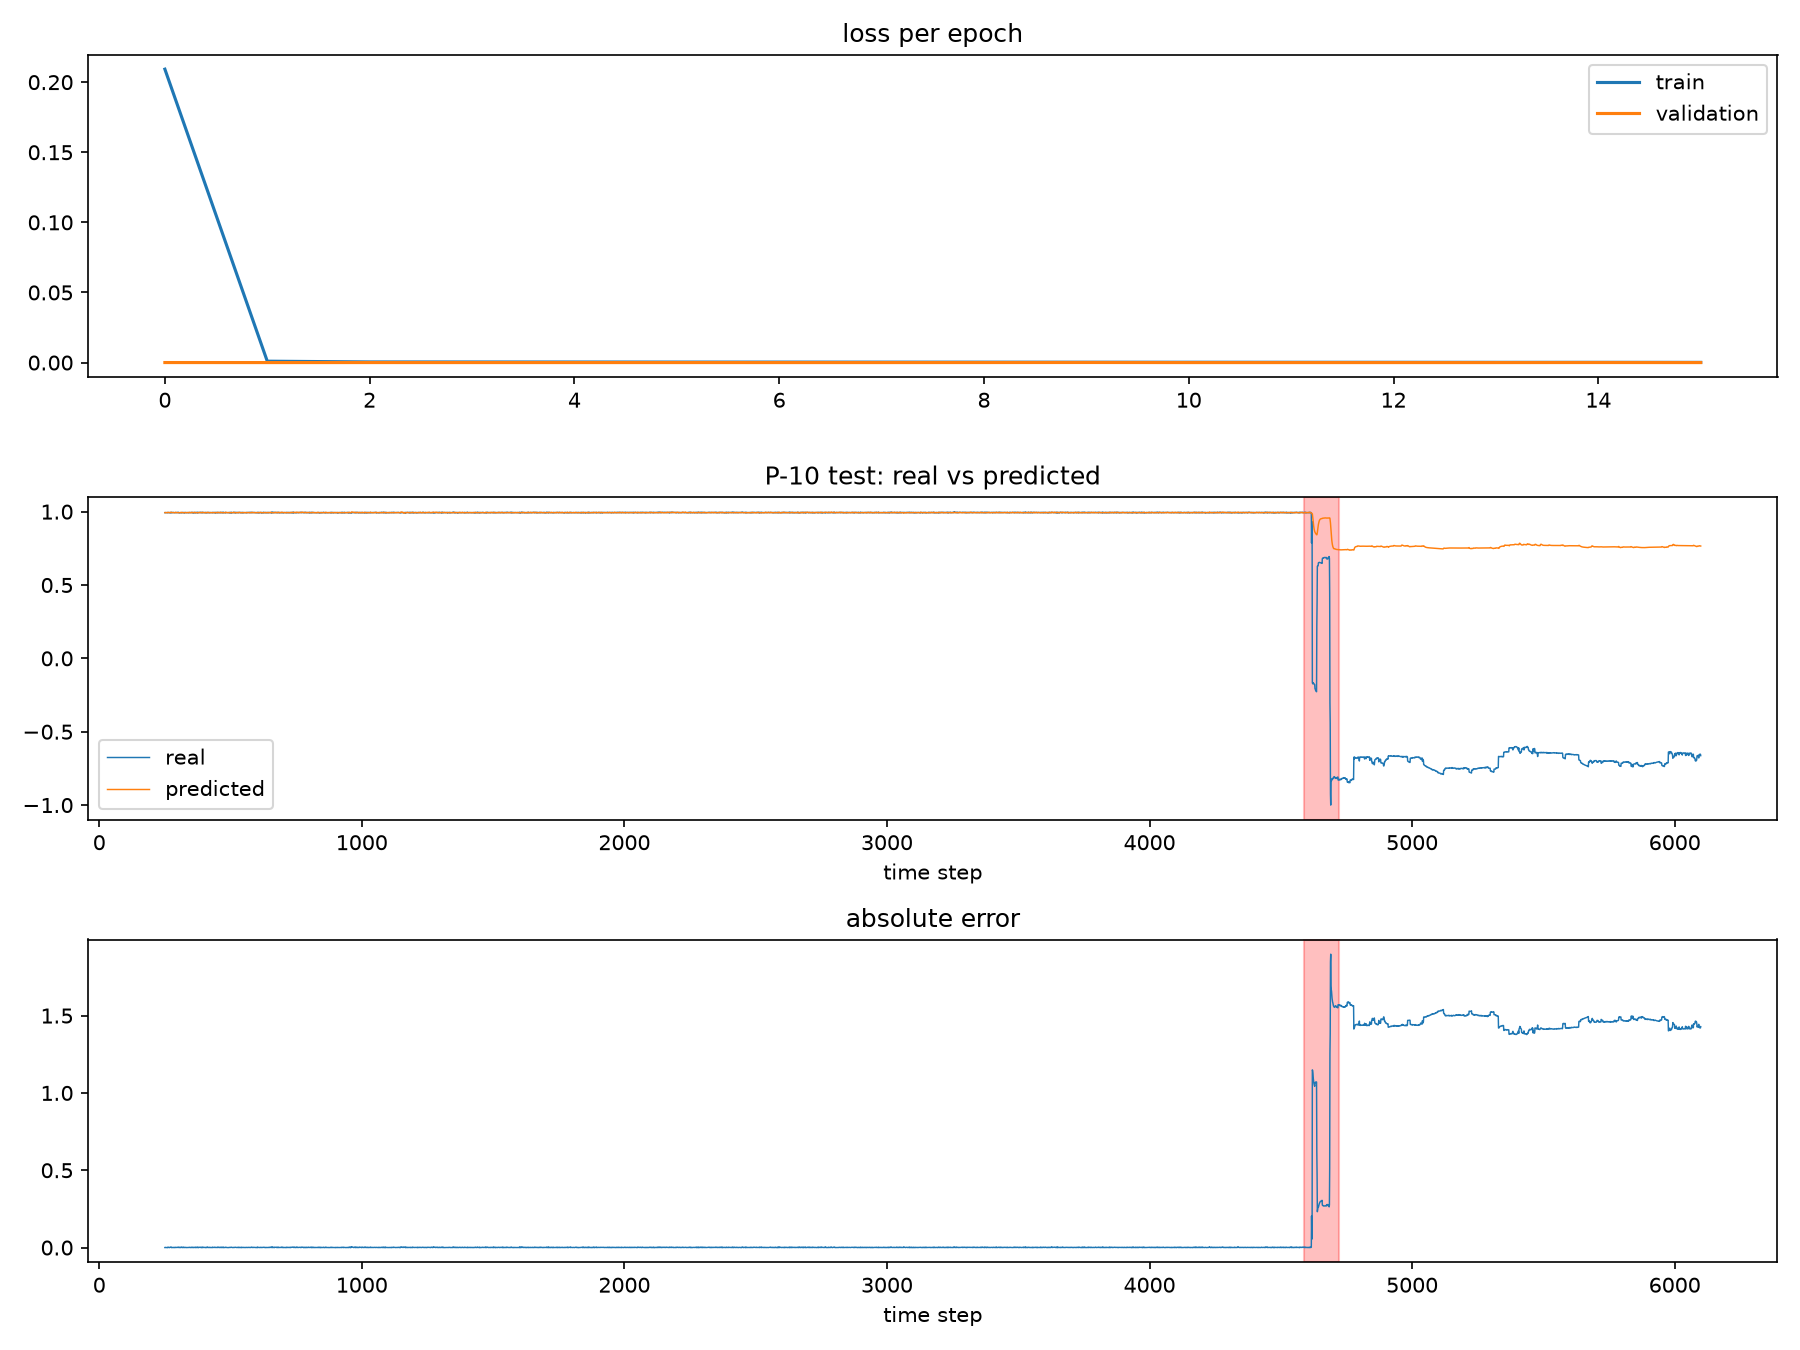 loss per epoch
0.20
0.15
0.10
0.05
0.00
train
validation
0 2 4 6 8 10 12 14
P-10 test: real vs predicted
1.0
0.5
0.0
−0.5
−1.0
real
predicted
0 1000 2000 3000 4000 5000 6000
time step
absolute error
1.5
1.0
0.5
0.0
0 1000 2000 3000 4000 5000 6000
time step